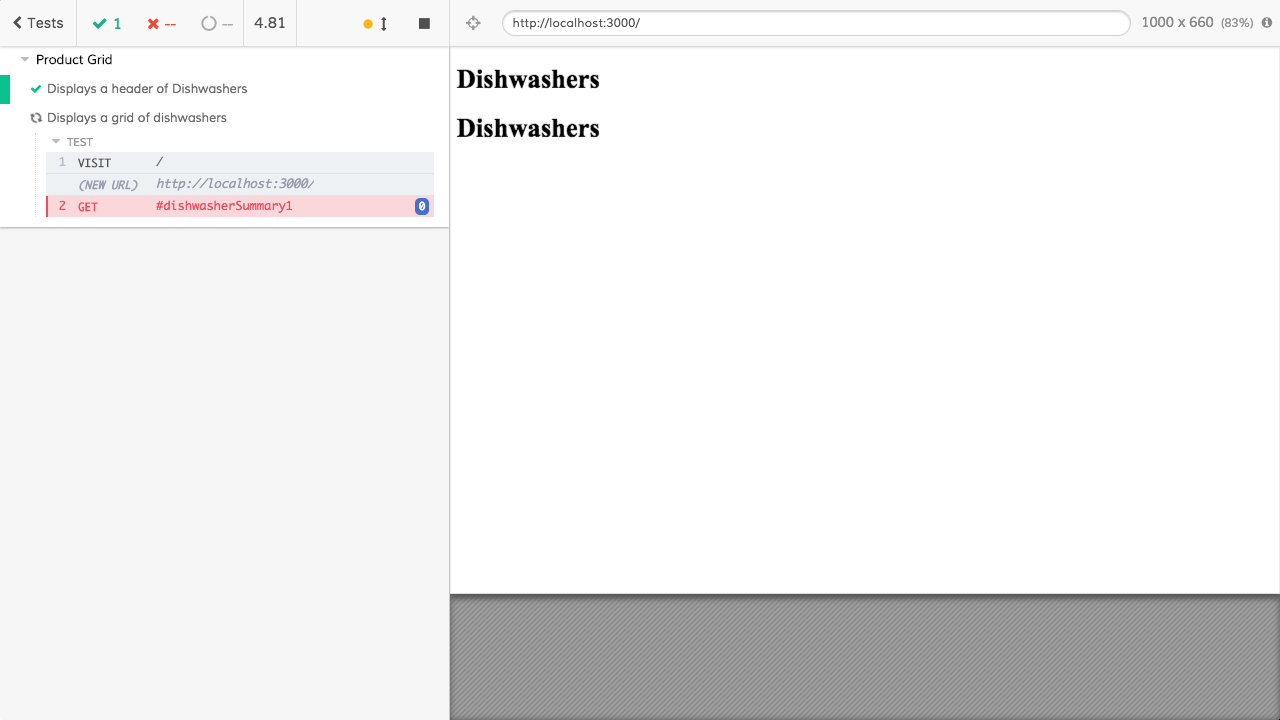 Tests 1 -- -- 4.81
http://localhost:3000/ 1000 x 660 (83%)
Product Grid
Displays a header of Dishwashers
Displays a grid of dishwashers
TEST
1 VISIT /
(NEW URL) http://localhost:3000/
2 GET #dishwasherSummary1 0
Dishwashers
Dishwashers